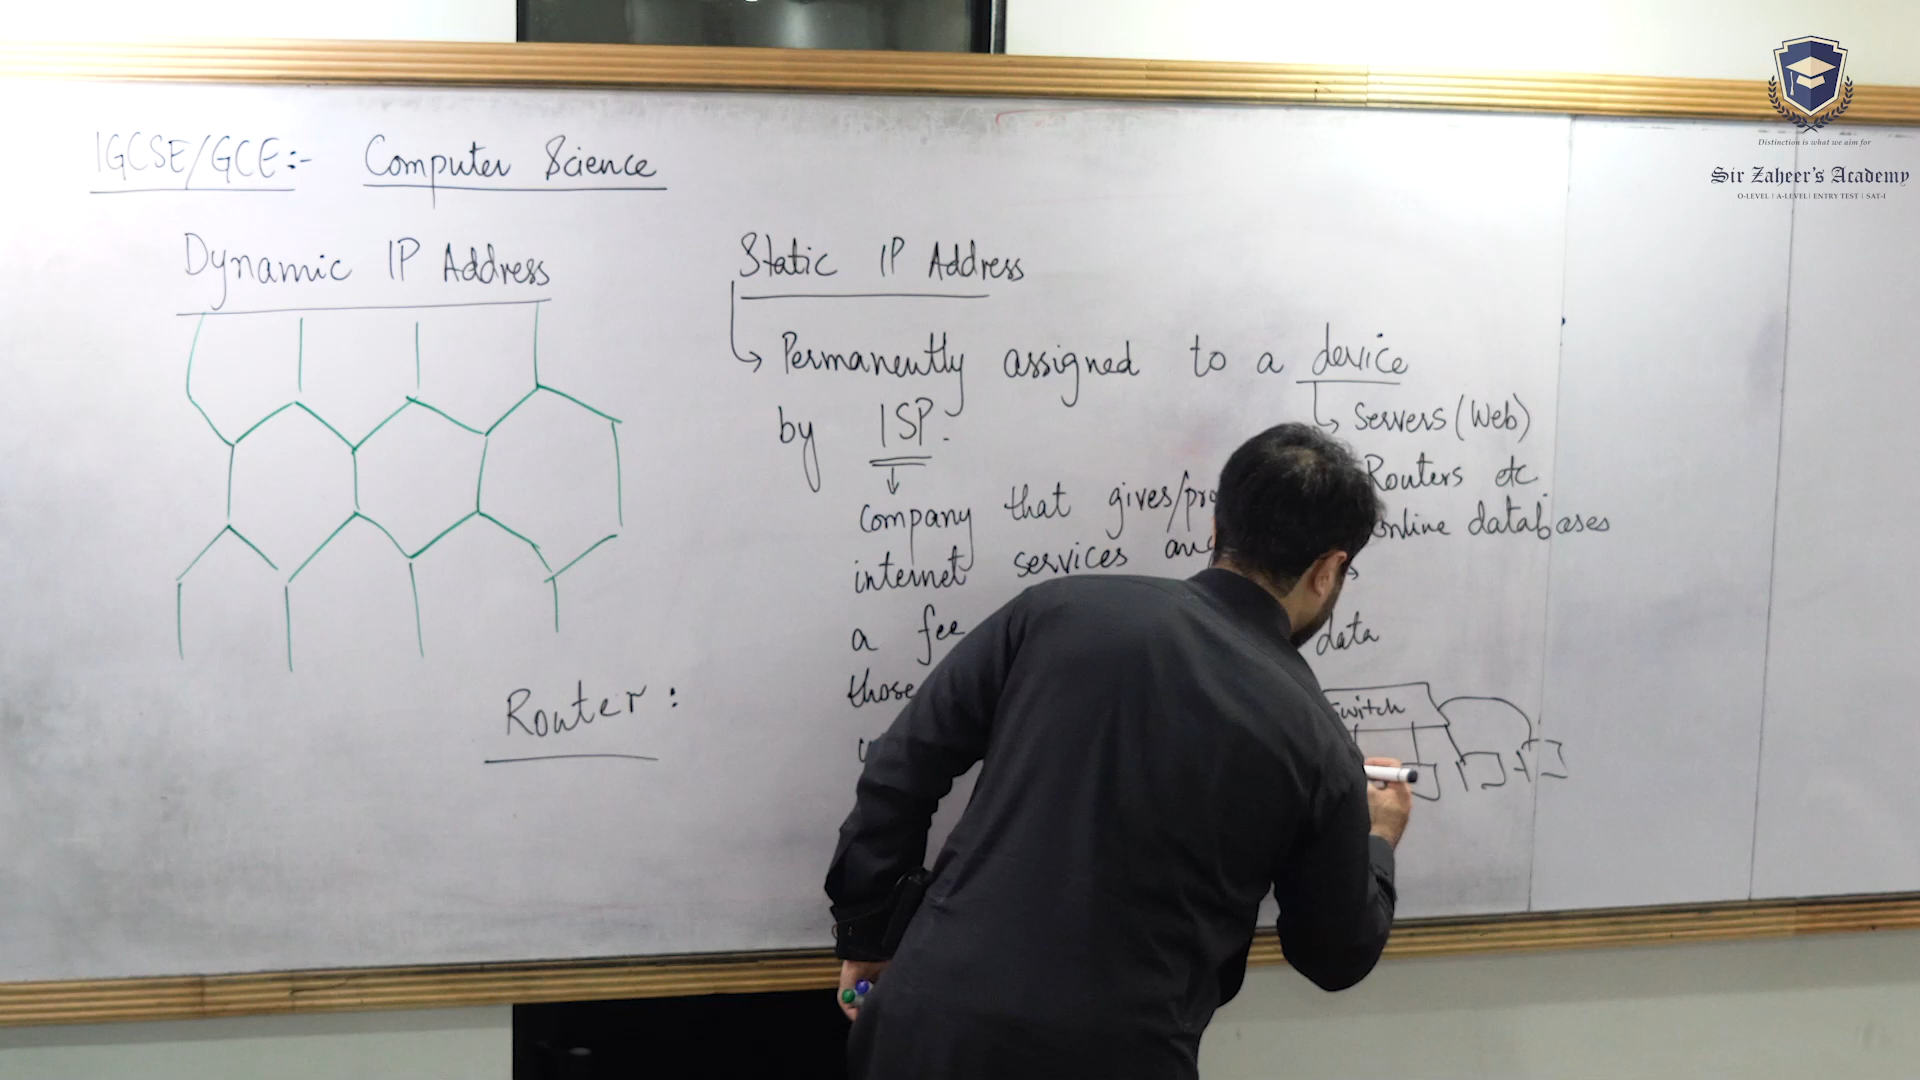 IGCSE/GCE:- Computer Science
Dynamic IP Address
Static IP Address
Permanently assigned to a device
by ISP.
Servers (Web)
Routers etc.
online databases
Company that gives/
internet services
a fee
those
data
Switch
Router:
Distinction is what we aim for
Sir Zaheer's Academy
O-LEVEL | A-LEVEL | ENTRY TEST | SAT-I